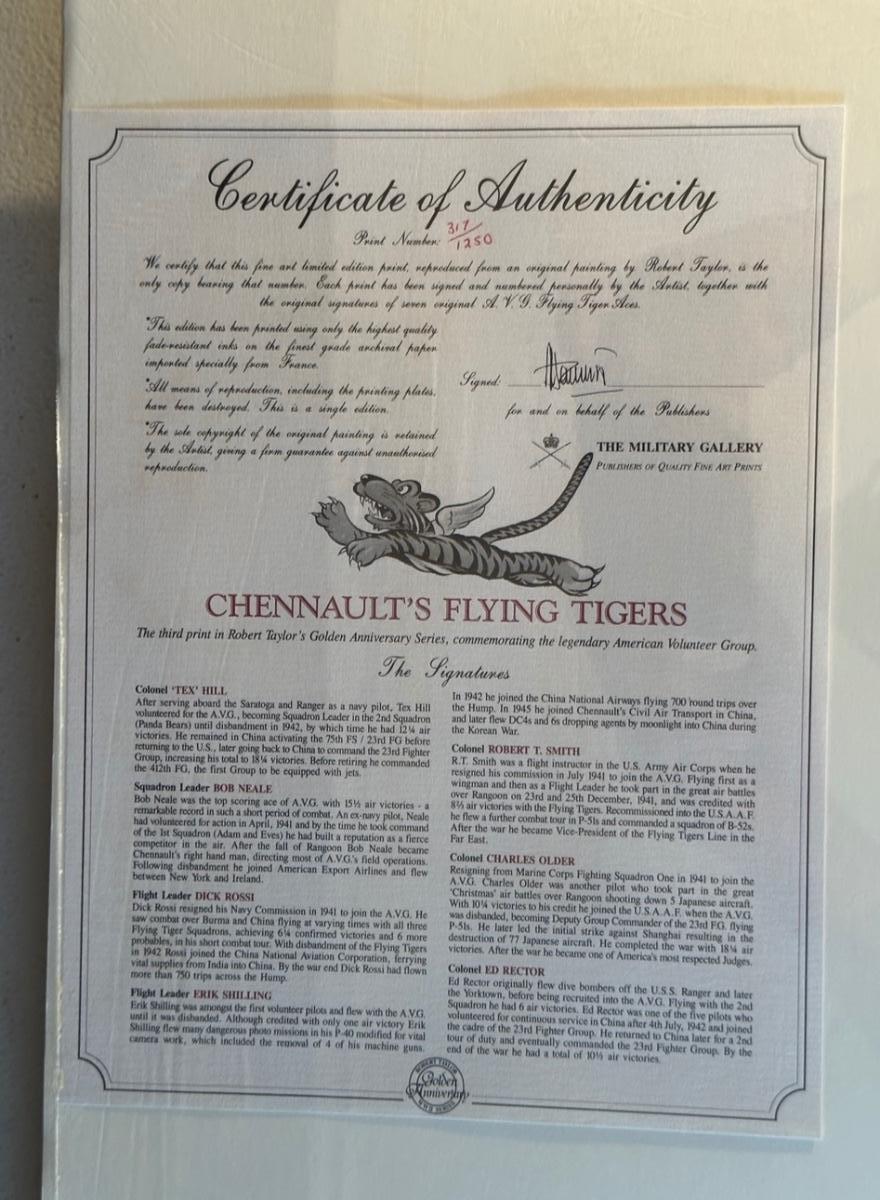 Certificate of Authenticity
Print Number: 317/1250
We certify that this fine art limited edition print, reproduced from an original painting by Robert Taylor, is the
only copy bearing that number. Each print has been signed and numbered personally by the Artist, together with
the original signatures of seven original A.V.G. Flying Tiger Aces.
*This edition has been printed using only the highest quality
fade-resistant inks on the finest grade archival paper
imported specially from France.
*All means of reproduction, including the printing plates,
have been destroyed. This is a single edition.
*The sole copyright of the original painting is retained
by the Artist, giving a firm guarantee against unauthorised
reproduction.
Signed:
for and on behalf of the Publishers
THE MILITARY GALLERY
PUBLISHERS OF QUALITY FINE ART PRINTS
CHENNAULT'S FLYING TIGERS
The third print in Robert Taylor's Golden Anniversary Series, commemorating the legendary American Volunteer Group.
The Signatures
Colonel 'TEX' HILL
After serving aboard the Saratoga and Ranger as a navy pilot, Tex Hill
volunteered for the A.V.G., becoming Squadron Leader in the 2nd Squadron
(Panda Bears) until disbandment in 1942, by which time he had 12¼ air
victories. He remained in China activating the 75th FS / 23rd FG before
returning to the U.S., later going back to China to command the 23rd Fighter
Group, increasing his total to 18¼ victories. Before retiring he commanded
the 412th FG, the first Group to be equipped with jets.
Squadron Leader BOB NEALE
Bob Neale was the top scoring ace of A.V.G. with 15½ air victories - a
remarkable record in such a short period of combat. An ex-navy pilot, Neale
had volunteered for action in April, 1941 and by the time he took command
of the 1st Squadron (Adam and Eves) he had built a reputation as a fierce
competitor in the air. After the fall of Rangoon Bob Neale became
Chennault's right hand man, directing most of A.V.G.'s field operations.
Following disbandment he joined American Export Airlines and flew
between New York and Ireland.
Flight Leader DICK ROSSI
Dick Rossi resigned his Navy Commission in 1941 to join the A.V.G. He
saw combat over Burma and China flying at varying times with all three
Flying Tiger Squadrons, achieving 6¼ confirmed victories and 6 more
probables, in his short combat tour. With disbandment of the Flying Tigers
in 1942 Rossi joined the China National Aviation Corporation, ferrying
vital supplies from India into China. By the war end Dick Rossi had flown
more than 750 trips across the Hump.
Flight Leader ERIK SHILLING
Erik Shilling was amongst the first volunteer pilots and flew with the A.V.G.
until it was disbanded. Although credited with only one air victory Erik
Shilling flew many dangerous photo missions in his P-40 modified for vital
camera work, which included the removal of 4 of his machine guns.
In 1942 he joined the China National Airways flying 700 round trips over
the Hump. In 1945 he joined Chennault's Civil Air Transport in China,
and later flew DC4s and 6s dropping agents by moonlight into China during
the Korean War.
Colonel ROBERT T. SMITH
R.T. Smith was a flight instructor in the U.S. Army Air Corps when he
resigned his commission in July 1941 to join the A.V.G. Flying first as a
wingman and then as a Flight Leader he took part in the great air battles
over Rangoon on 23rd and 25th December, 1941, and was credited with
8⅔ air victories with the Flying Tigers. Recommissioned into the U.S.A.A.F.
he flew a further combat tour in P-51s and commanded a squadron of B-52s.
After the war he became Vice-President of the Flying Tigers Line in the
Far East.
Colonel CHARLES OLDER
Resigning from Marine Corps Fighting Squadron One in 1941 to join the
A.V.G. Charles Older was another pilot who took part in the great
'Christmas' air battles over Rangoon shooting down 5 Japanese aircraft.
With 10¼ victories to his credit he joined the U.S.A.A.F. when the A.V.G.
was disbanded, becoming Deputy Group Commander of the 23rd F.G. flying
P-51s. He later led the initial strike against Shanghai resulting in the
destruction of 77 Japanese aircraft. He completed the war with 18¼ air
victories. After the war he became one of America's most respected Judges.
Colonel ED RECTOR
Ed Rector originally flew dive bombers off the U.S.S. Ranger and later
the Yorktown, before being recruited into the A.V.G. Flying with the 2nd
Squadron he had 6 air victories. Ed Rector was one of the five pilots who
volunteered for continuous service in China after 4th July, 1942 and joined
the cadre of the 23rd Fighter Group. He returned to China later for a 2nd
tour of duty and eventually commanded the 23rd Fighter Group. By the
end of the war he had a total of 10½ air victories.
ROBERT TAYLOR
Golden
Anniversary